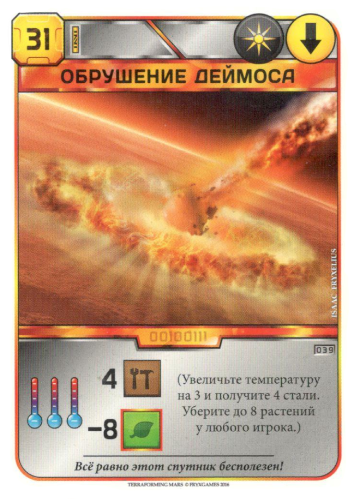 31
ОБРУШЕНИЕ ДЕЙМОСА
ISAAC FRYXELIUS
00100111
039
4
-8
(Увеличьте температуру
на 3 и получите 4 стали.
Уберите до 8 растений
у любого игрока.)
Всё равно этот спутник бесполезен!
TERRAFORMING MARS © FRYXGAMES 2016